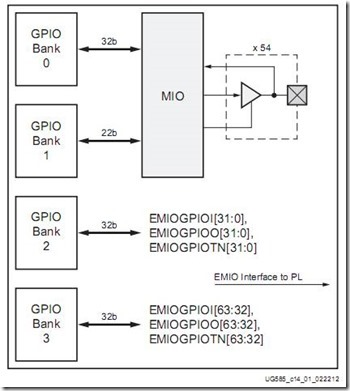 GPIO
Bank
0
32b
MIO
x 54
GPIO
Bank
1
22b
GPIO
Bank
2
32b
EMIOGPIOI[31:0],
EMIOGPIOO[31:0],
EMIOGPIOTN[31:0]
EMIO Interface to PL
GPIO
Bank
3
32b
EMIOGPIOI[63:32],
EMIOGPIOO[63:32],
EMIOGPIOTN[63:32]
UG585_c14_01_022212